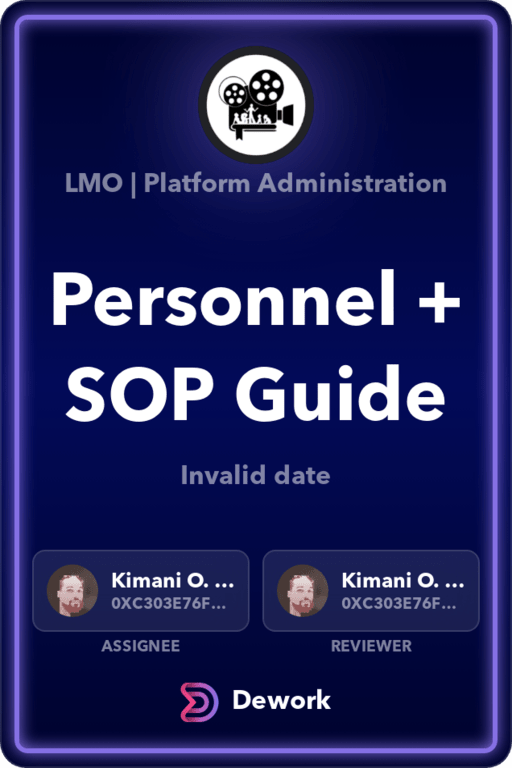 LMO | Platform Administration
Personnel +
SOP Guide
Invalid date
Kimani O. ... Kimani O. ...
0XC303E76F... 0XC303E76F...
ASSIGNEE REVIEWER
Dework